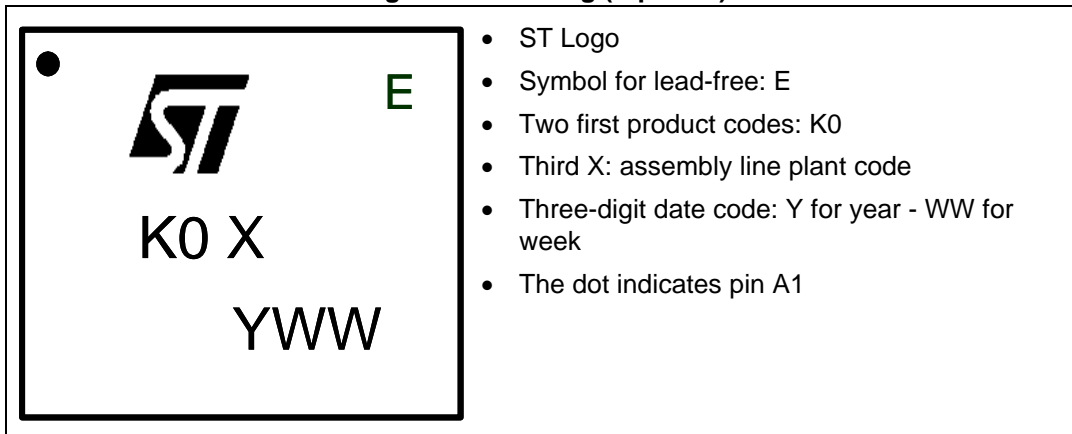 ST
E
K0 X
YWW
• ST Logo
• Symbol for lead-free: E
• Two first product codes: K0
• Third X: assembly line plant code
• Three-digit date code: Y for year - WW for
week
• The dot indicates pin A1